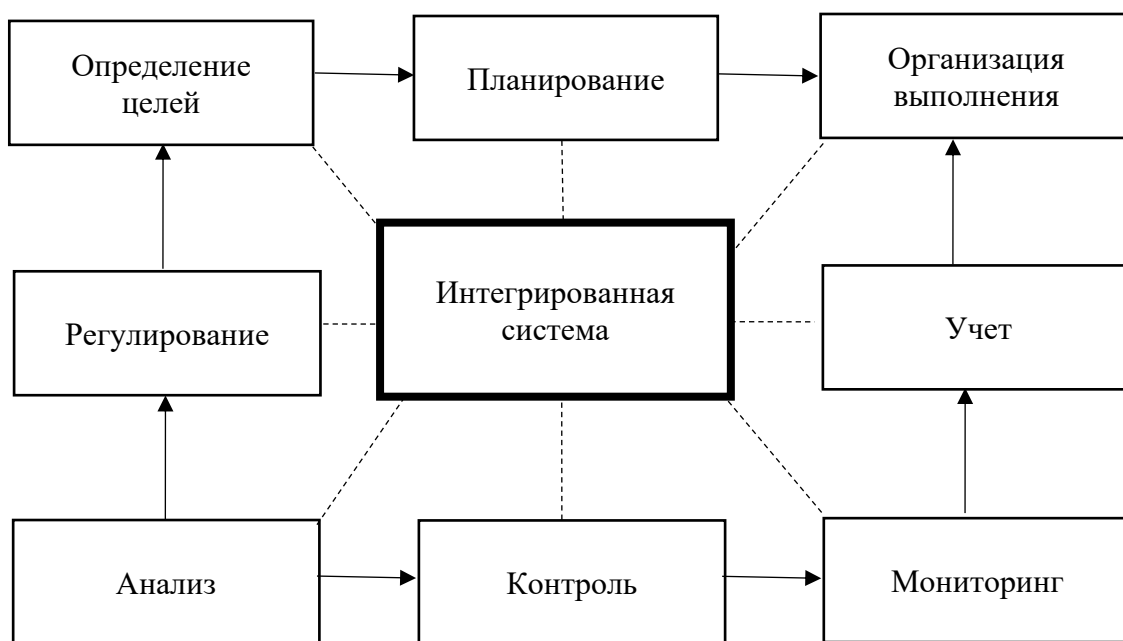 Определение
целей
Планирование
Организация
выполнения
Регулирование
Интегрированная
система
Учет
Анализ
Контроль
Мониторинг